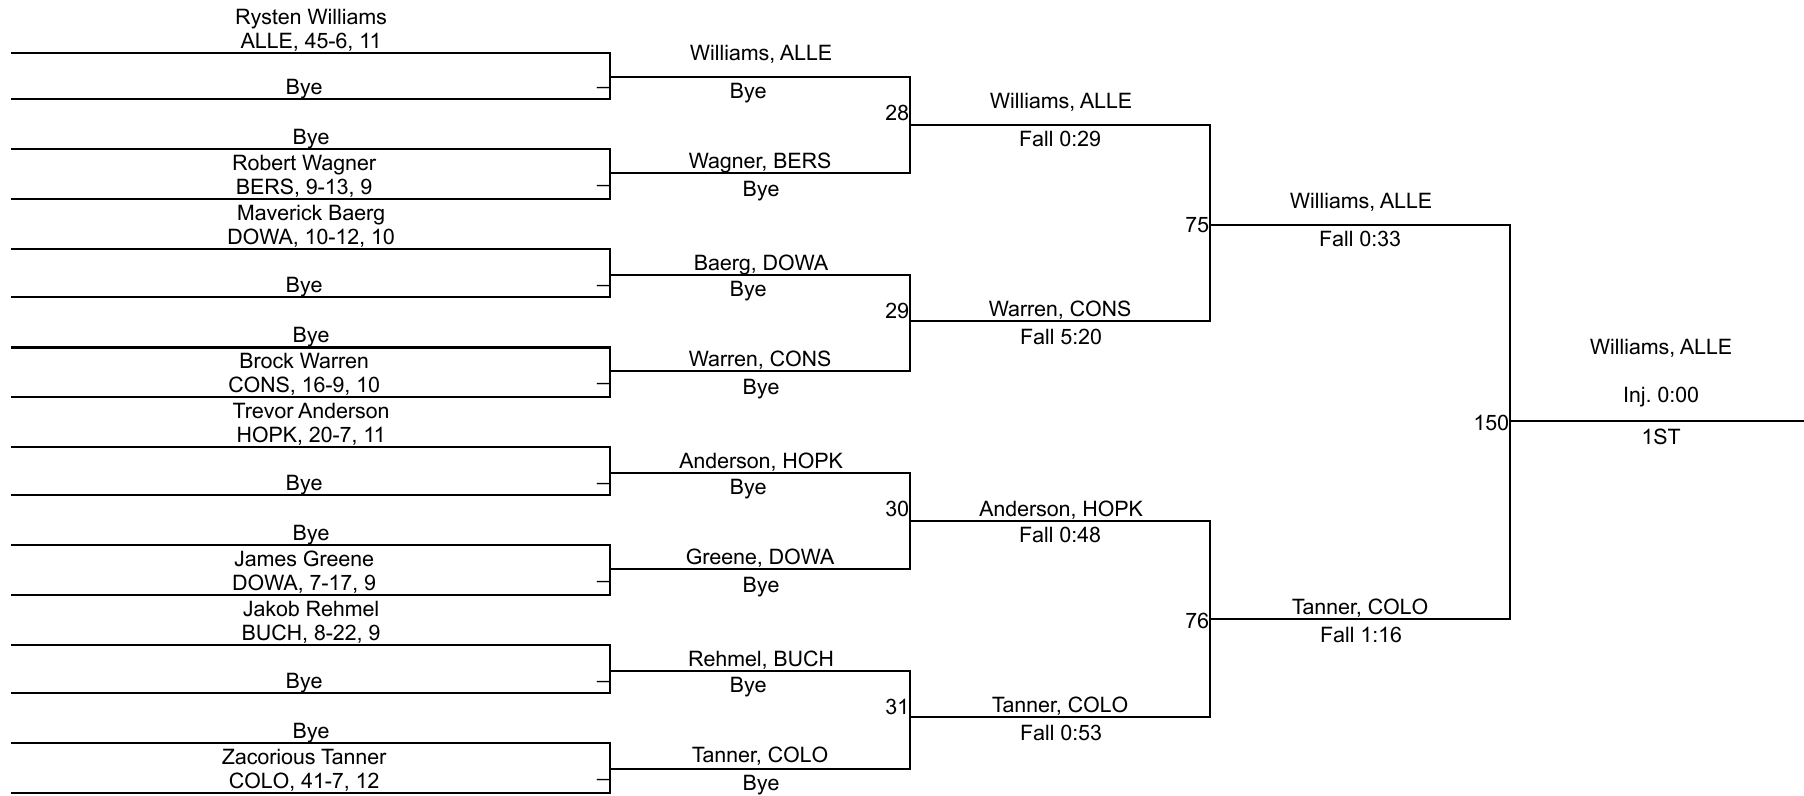 Rysten Williams
ALLE, 45-6, 11
Bye
Bye
Robert Wagner
BERS, 9-13, 9
Maverick Baerg
DOWA, 10-12, 10
Bye
Bye
Brock Warren
CONS, 16-9, 10
Trevor Anderson
HOPK, 20-7, 11
Bye
Bye
James Greene
DOWA, 7-17, 9
Jakob Rehmel
BUCH, 8-22, 9
Bye
Bye
Zacorious Tanner
COLO, 41-7, 12
Williams, ALLE
Bye
28
Wagner, BERS
Bye
Baerg, DOWA
Bye
29
Warren, CONS
Bye
Anderson, HOPK
Bye
30
Greene, DOWA
Bye
Rehmel, BUCH
Bye
31
Tanner, COLO
Bye
Williams, ALLE
Fall 0:29
75
Warren, CONS
Fall 5:20
Anderson, HOPK
Fall 0:48
76
Tanner, COLO
Fall 0:53
Williams, ALLE
Fall 0:33
150
Tanner, COLO
Fall 1:16
Williams, ALLE
Inj. 0:00
1ST